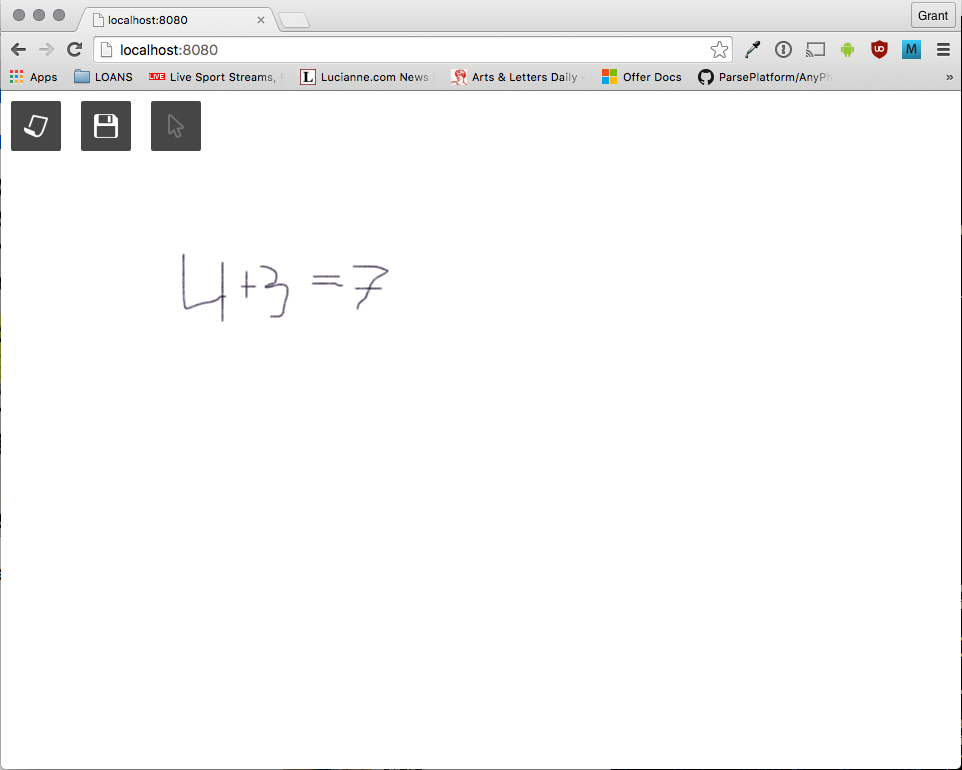 localhost:8080
Grant
localhost:8080
Apps LOANS LIVE Live Sport Streams, L Lucianne.com News Arts & Letters Daily - Offer Docs ParsePlatform/AnyPh »
4+3=7